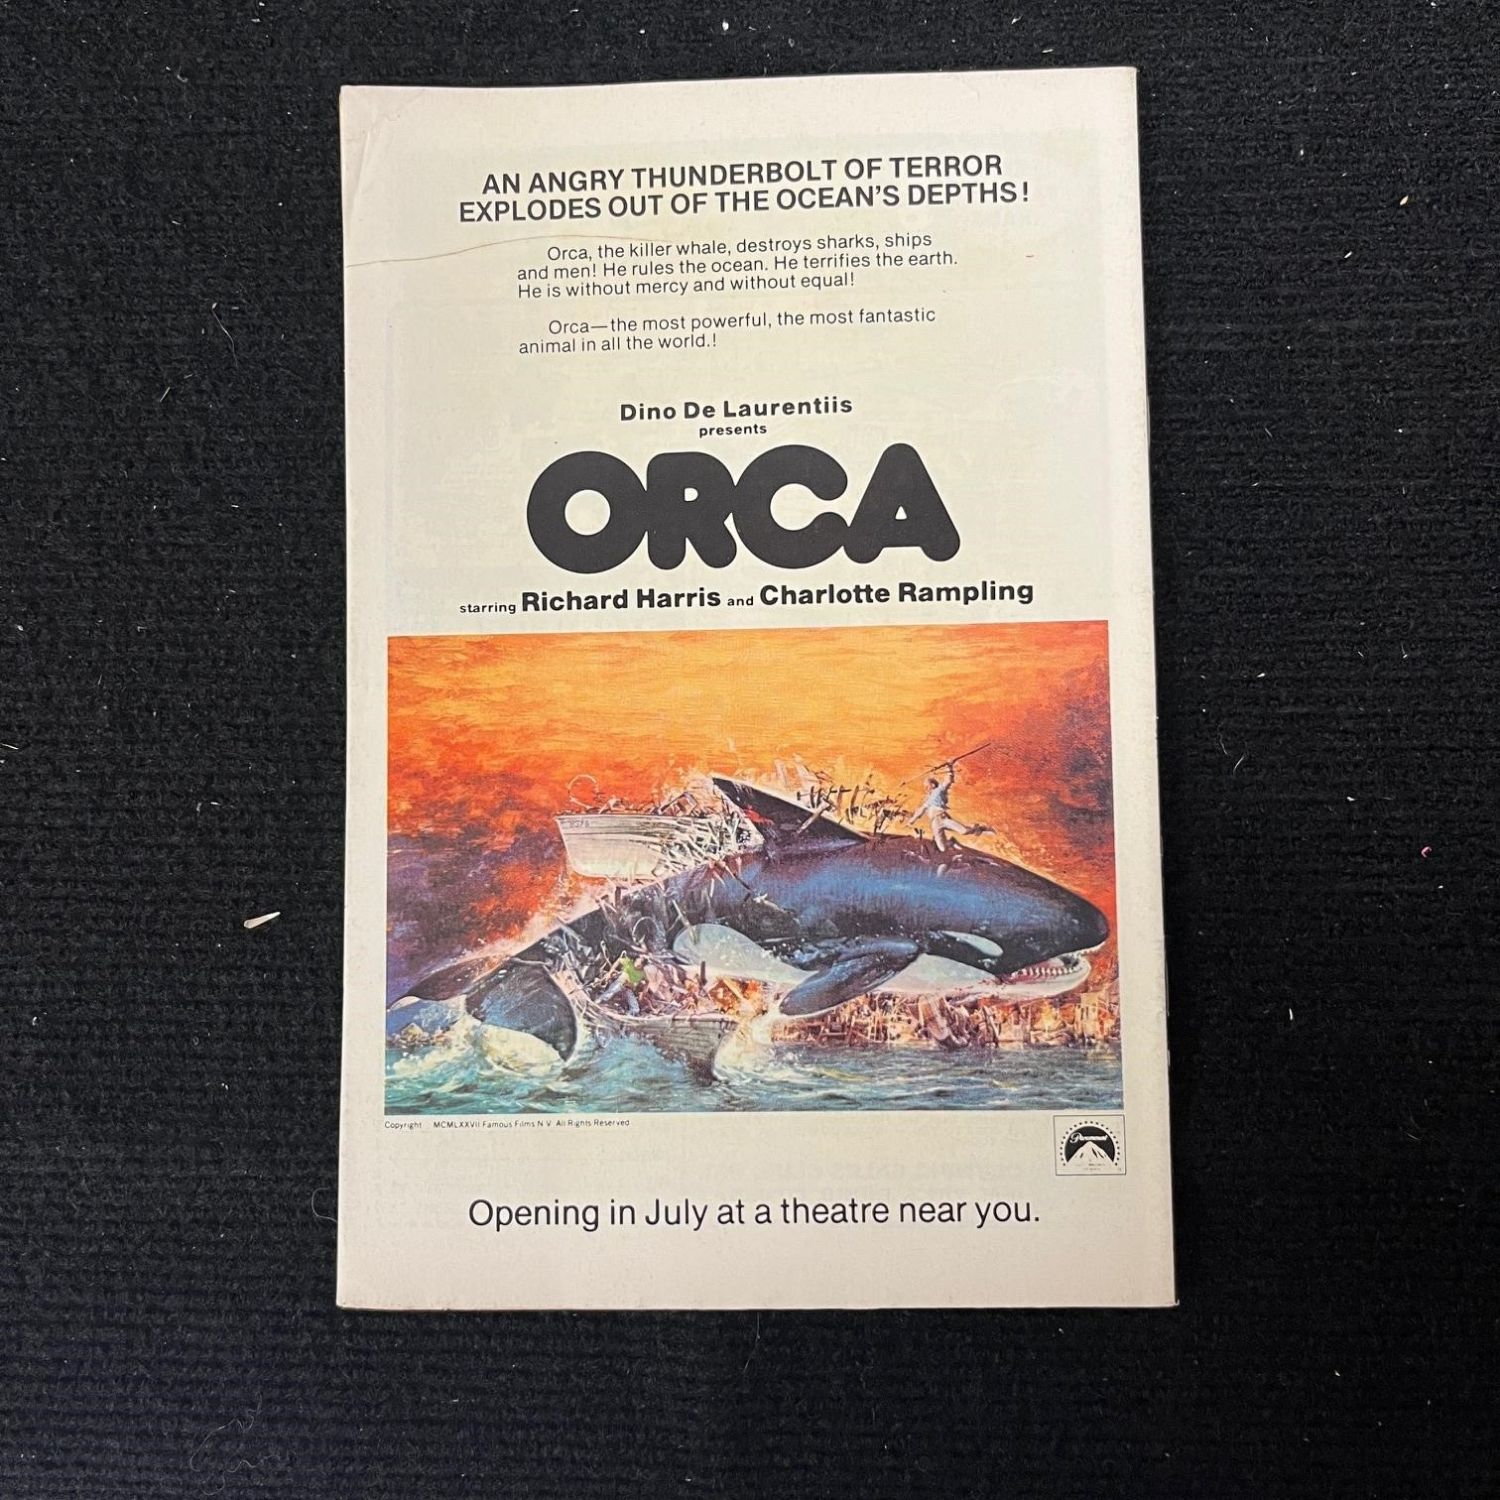 AN ANGRY THUNDERBOLT OF TERROR
EXPLODES OUT OF THE OCEAN'S DEPTHS!
Orca, the killer whale, destroys sharks, ships
and men! He rules the ocean. He terrifies the earth.
He is without mercy and without equal!
Orca—the most powerful, the most fantastic
animal in all the world.!
Dino De Laurentiis
presents
ORCA
starring Richard Harris and Charlotte Rampling
Copyright MCMLXXVII Famous Films N V All Rights Reserved
Paramount
Opening in July at a theatre near you.